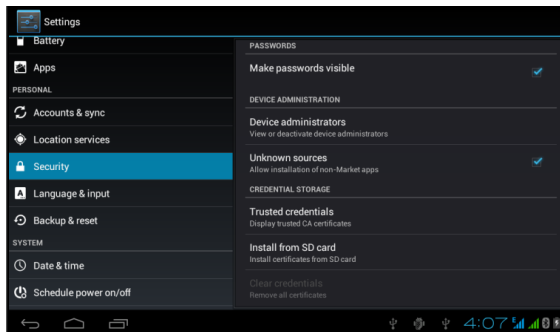 Settings
Battery
Apps
PERSONAL
Accounts & sync
Location services
Security
Language & input
Backup & reset
SYSTEM
Date & time
Schedule power on/off
PASSWORDS
Make passwords visible
DEVICE ADMINISTRATION
Device administrators
View or deactivate device administrators
Unknown sources
Allow installation of non-Market apps
CREDENTIAL STORAGE
Trusted credentials
Display trusted CA certificates
Install from SD card
Install certificates from SD card
Clear credentials
Remove all certificates
4:07